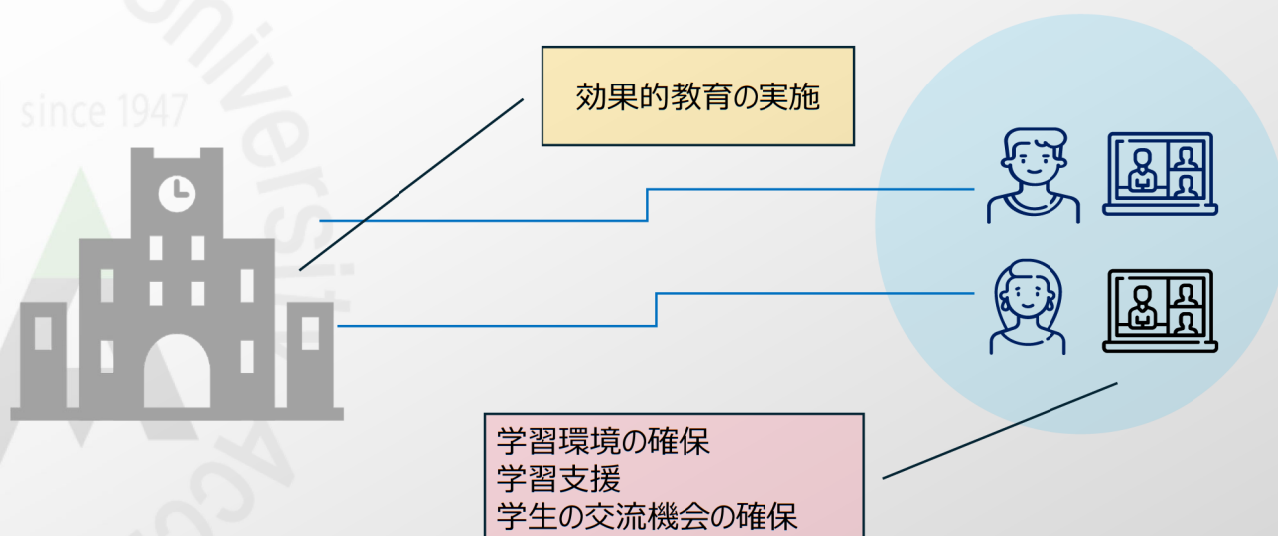 since 1947
効果的教育の実施
学習環境の確保
学習支援
学生の交流機会の確保